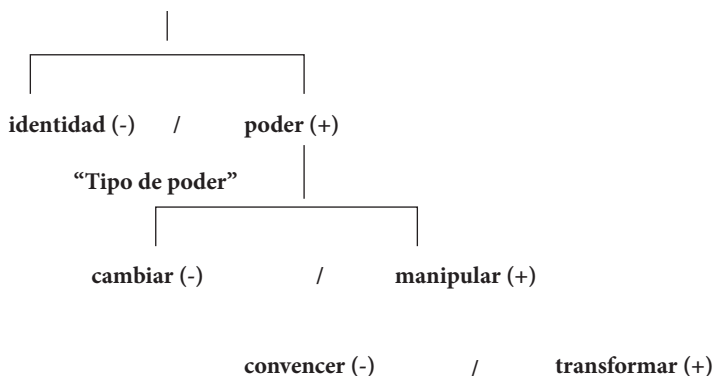 identidad (-) / poder (+)
“Tipo de poder”
cambiar (-) / manipular (+)
convencer (-) / transformar (+)